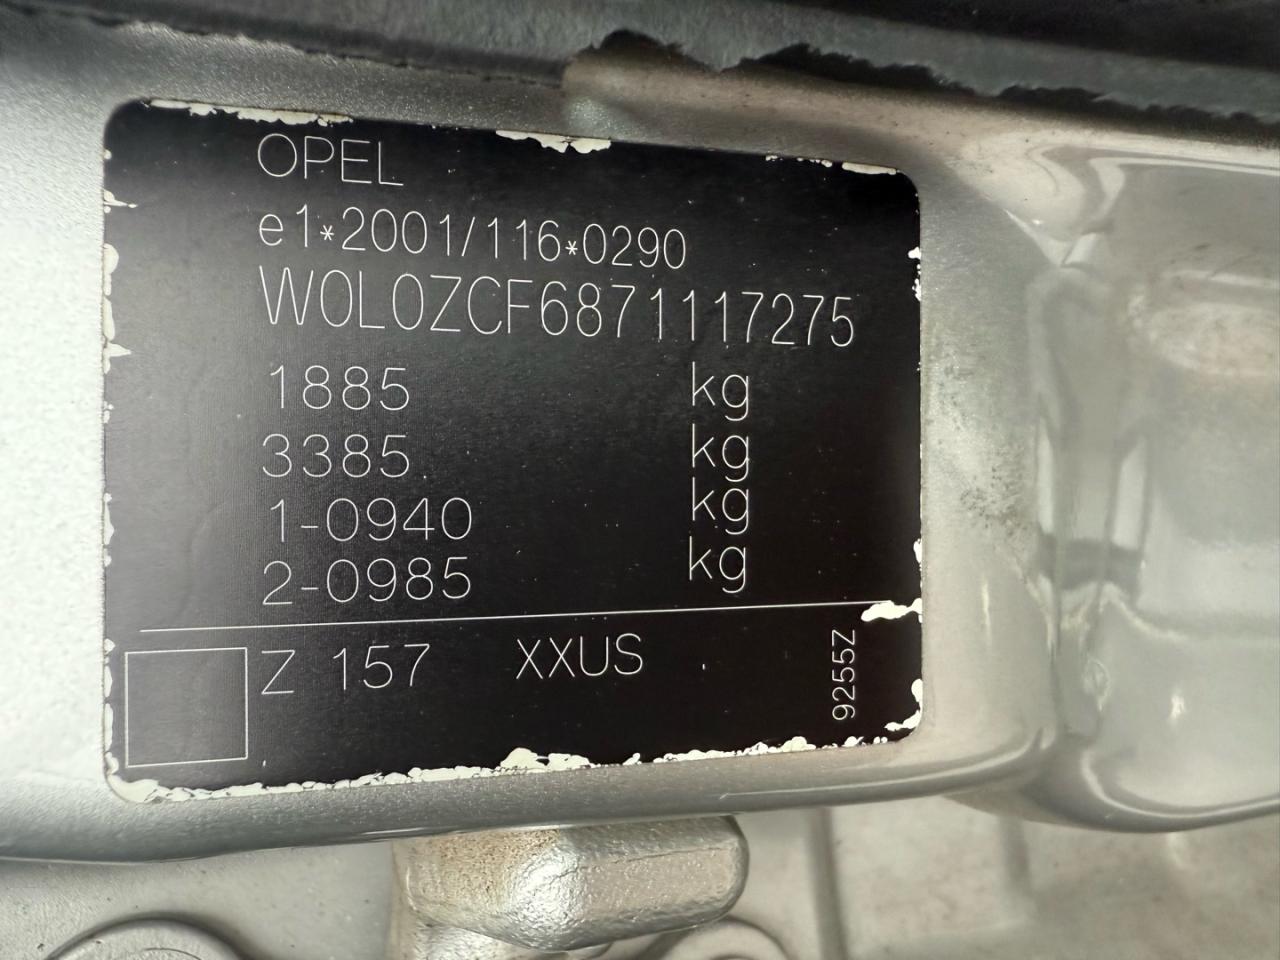 OPEL
e1*2001/116*0290
W0L0ZCF6871117275
1885 kg
3385 kg
1-0940 kg
2-0985 kg
Z 157 XXUS
9255Z